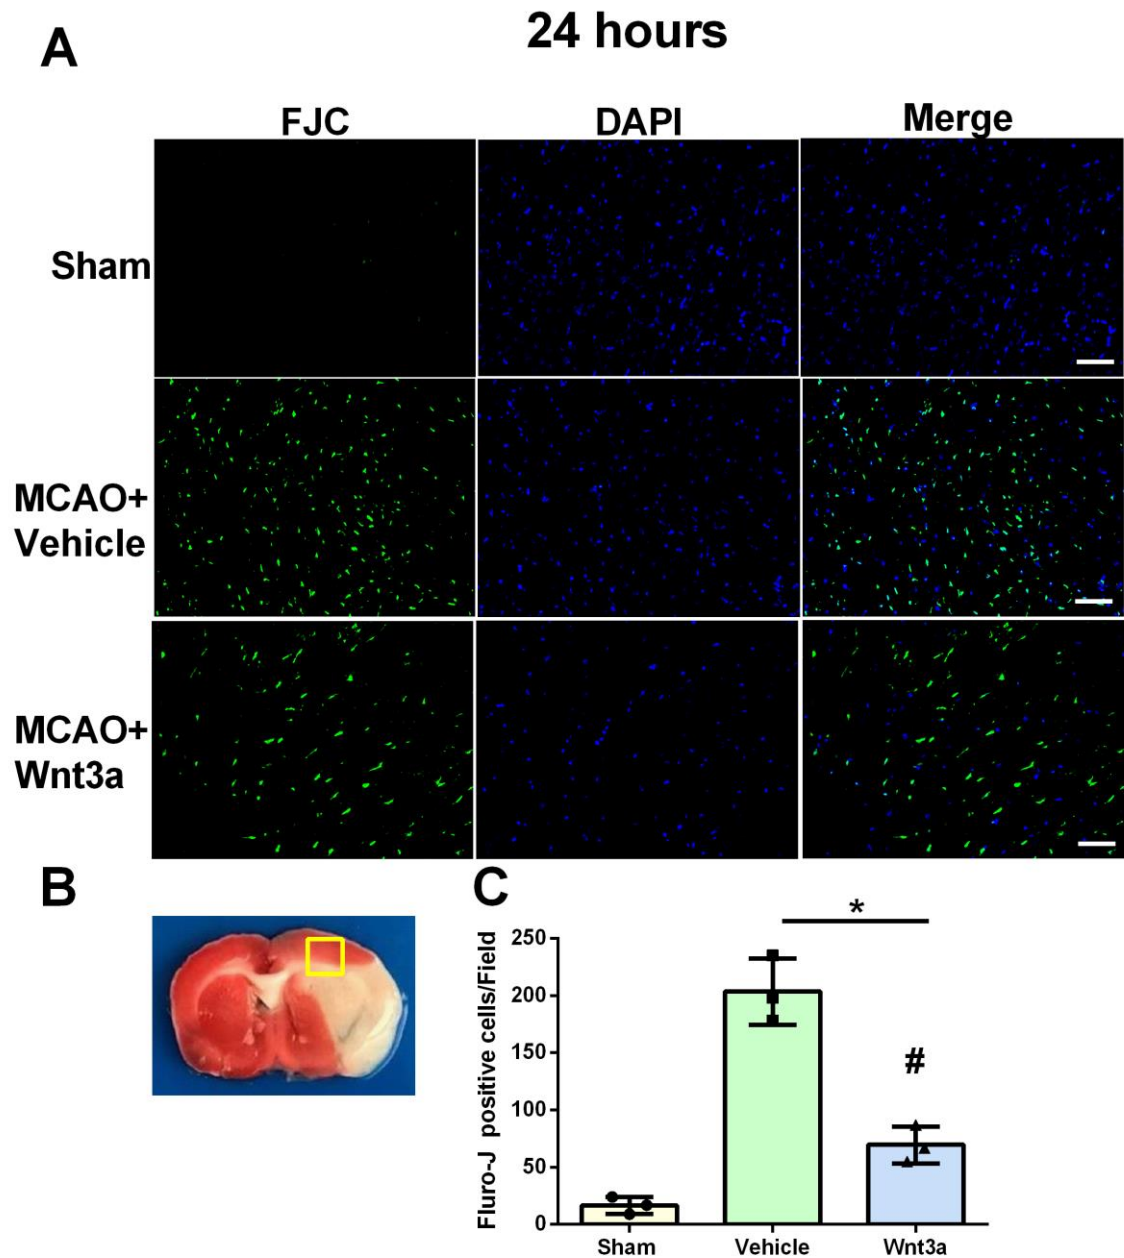 24 hours
A
FJC DAPI Merge
Sham
MCAO+
Vehicle
MCAO+
Wnt3a
B
C
*
#
Fluro-J positive cells/Field
250
200
150
100
50
0
Sham Vehicle Wnt3a